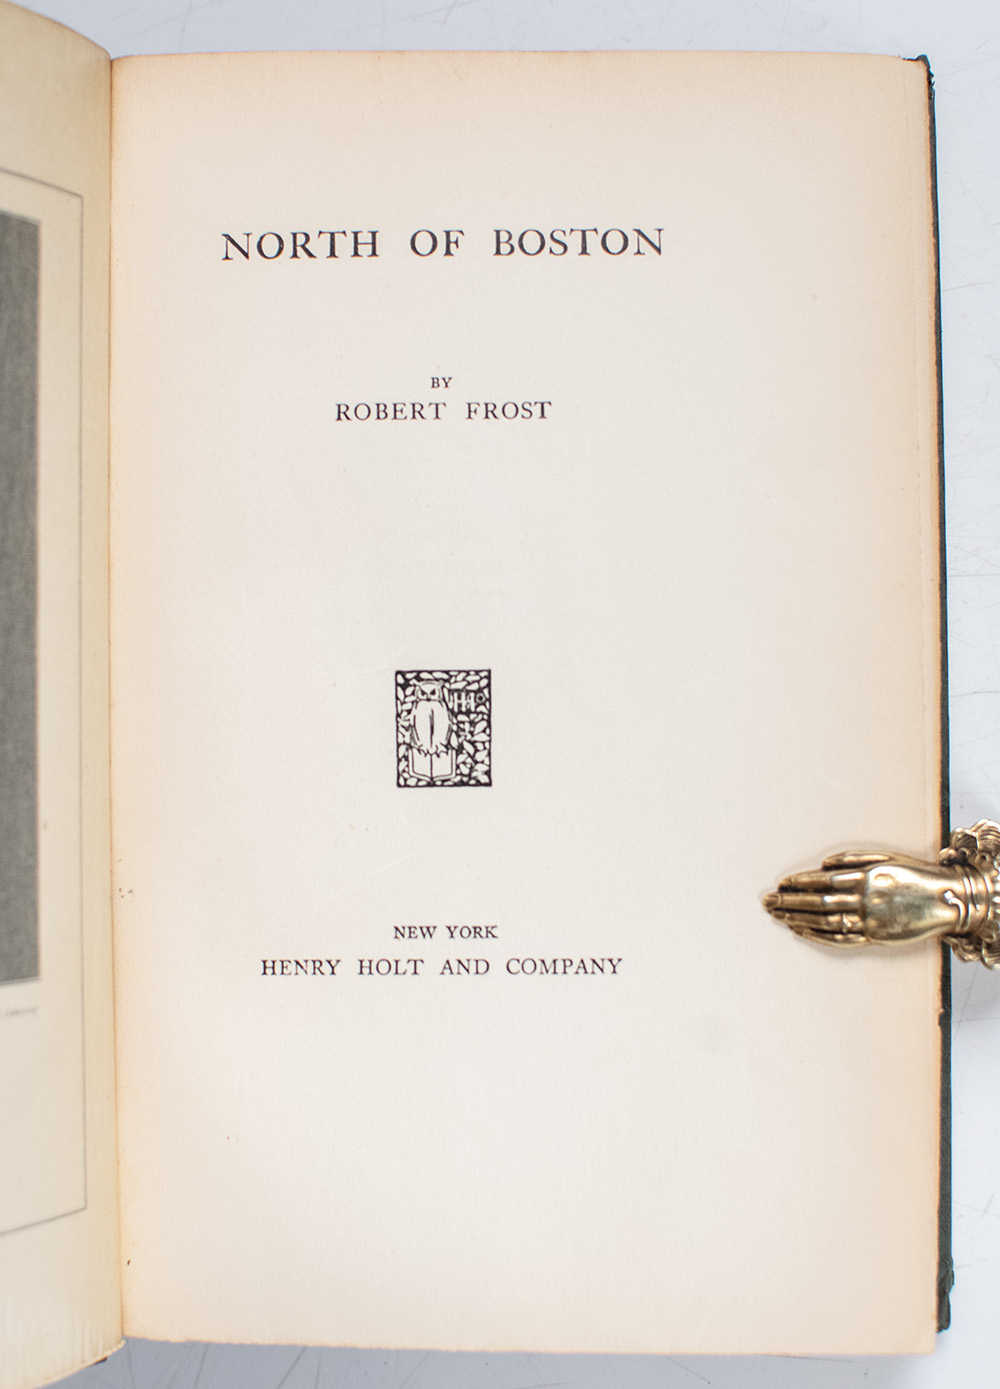 NORTH OF BOSTON
BY
ROBERT FROST
NEW YORK
HENRY HOLT AND COMPANY